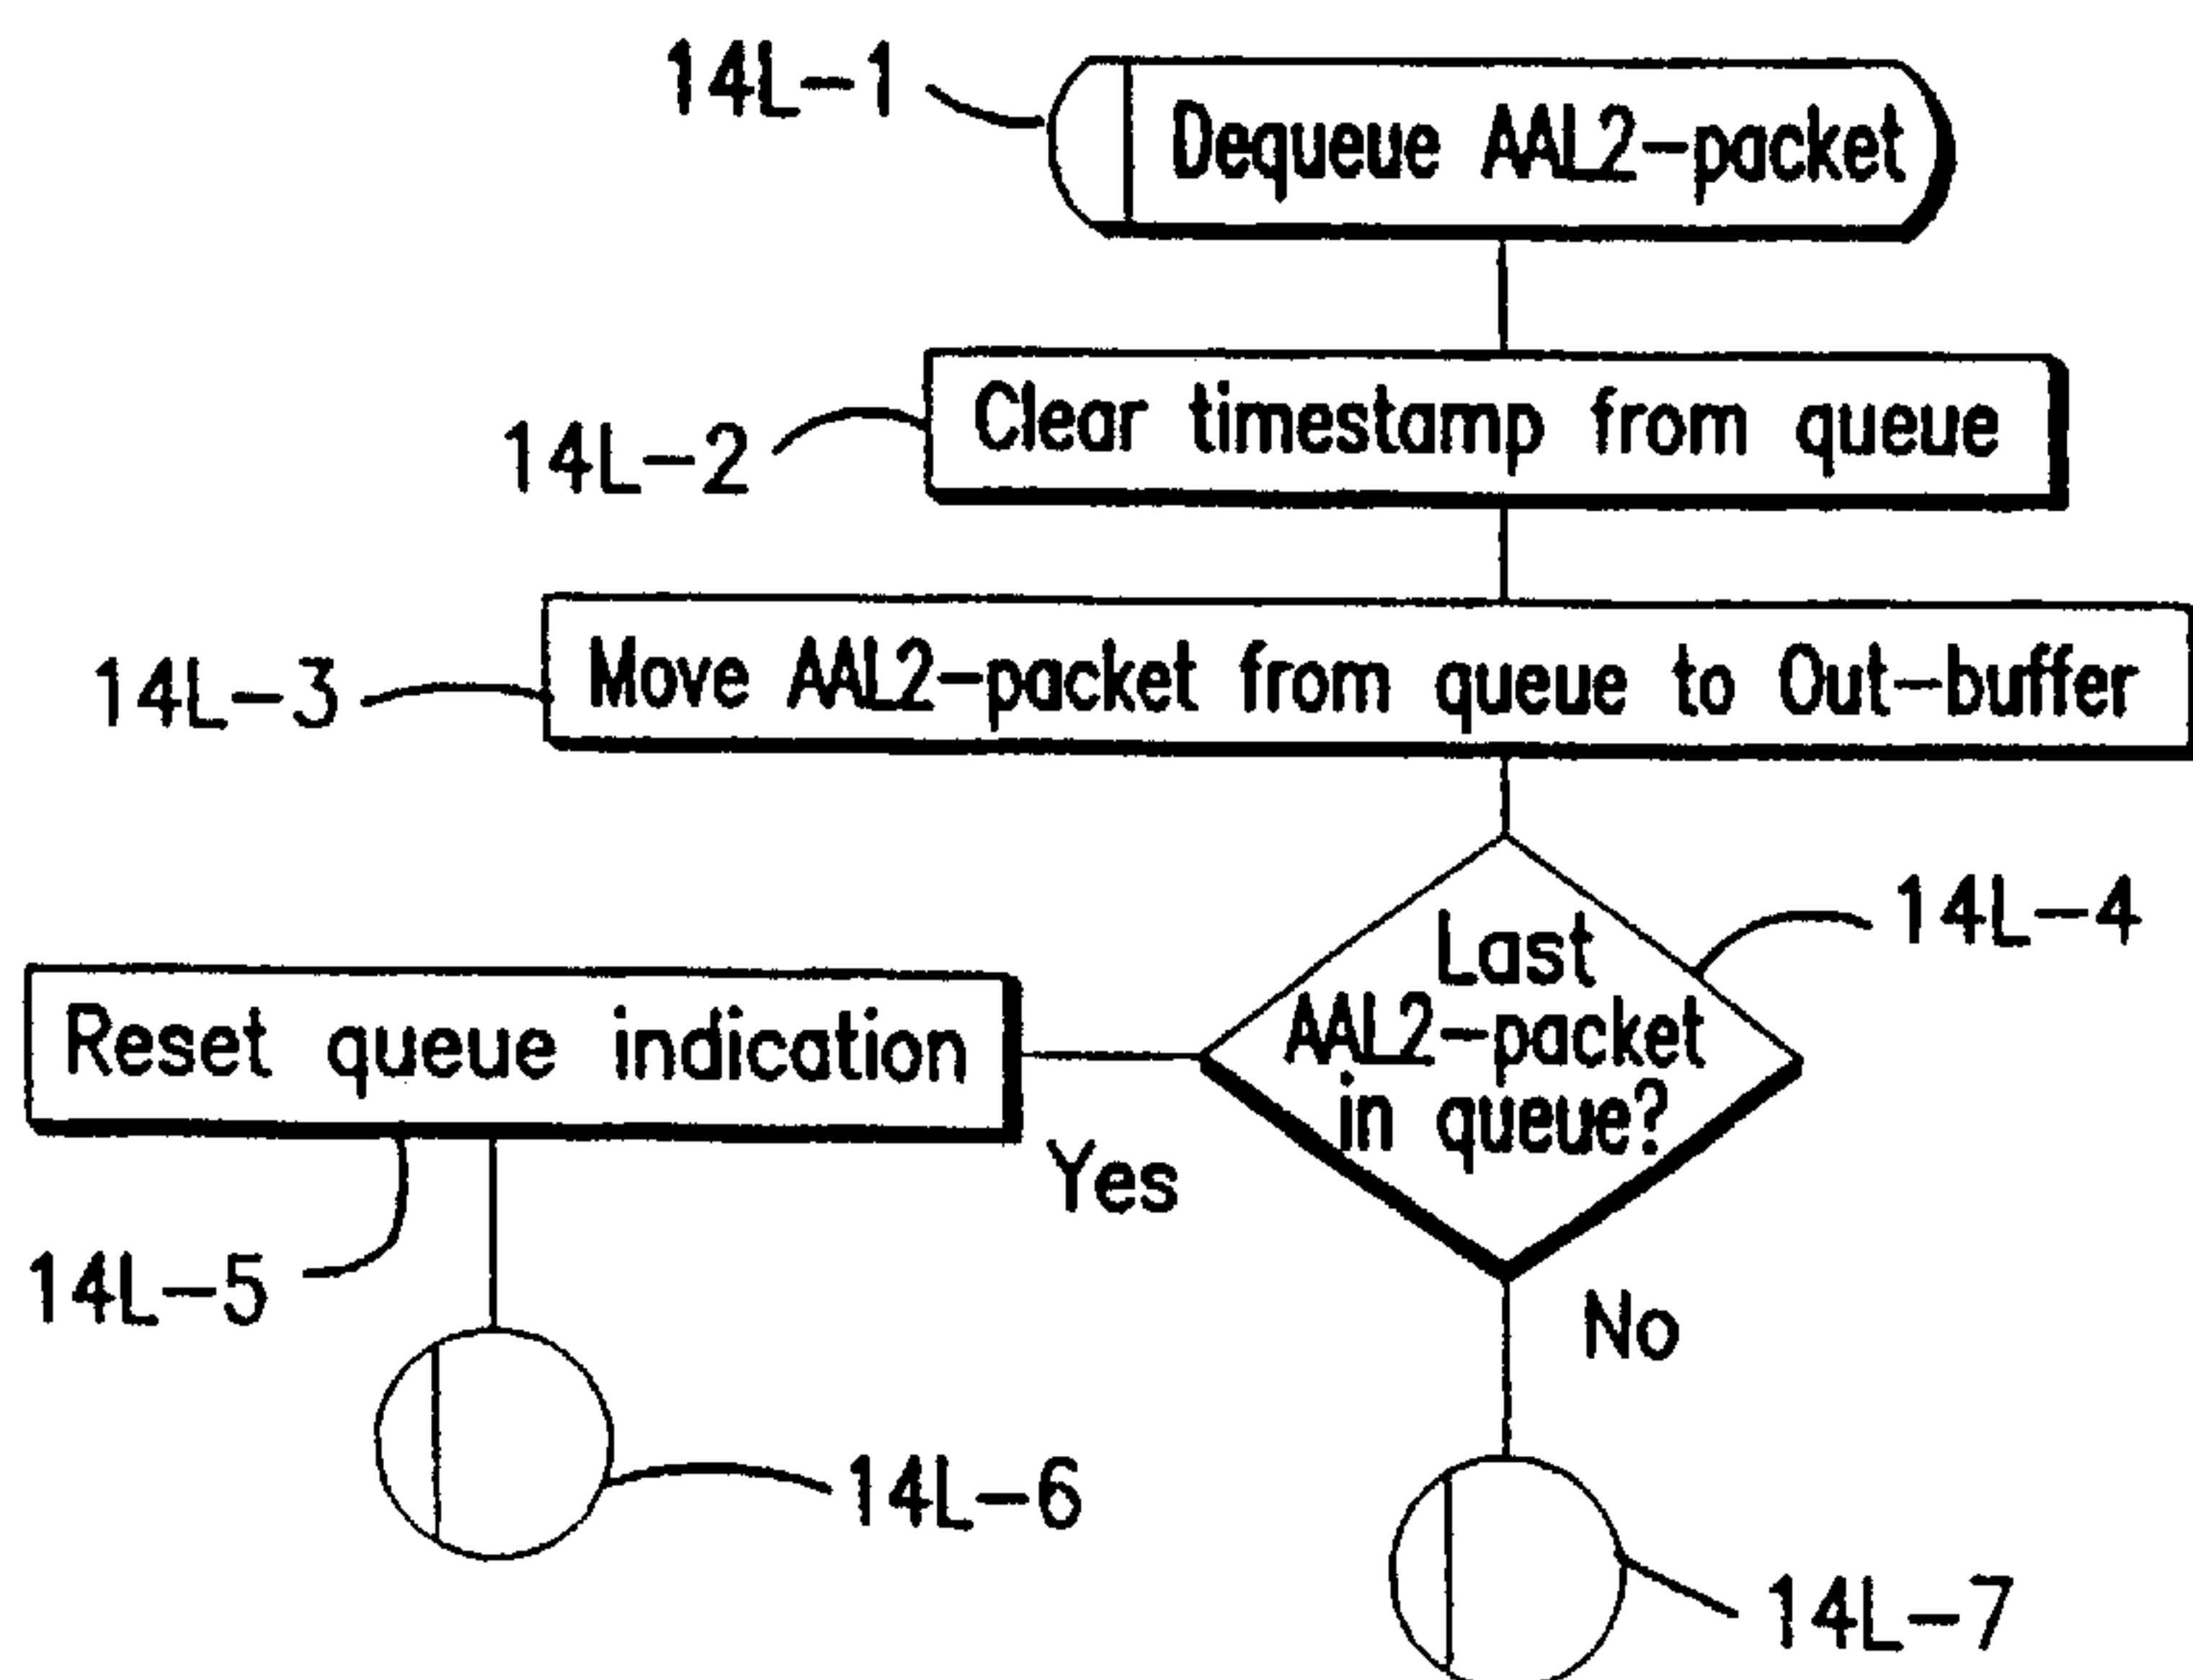 14L-1
Dequeue AAL2-packet
14L-2
Clear timestamp from queue
14L-3
Move AAL2-packet from queue to Out-buffer
14L-4
Last
AAL2-packet
in queue?
Reset queue indication
Yes
14L-5
No
14L-6
14L-7